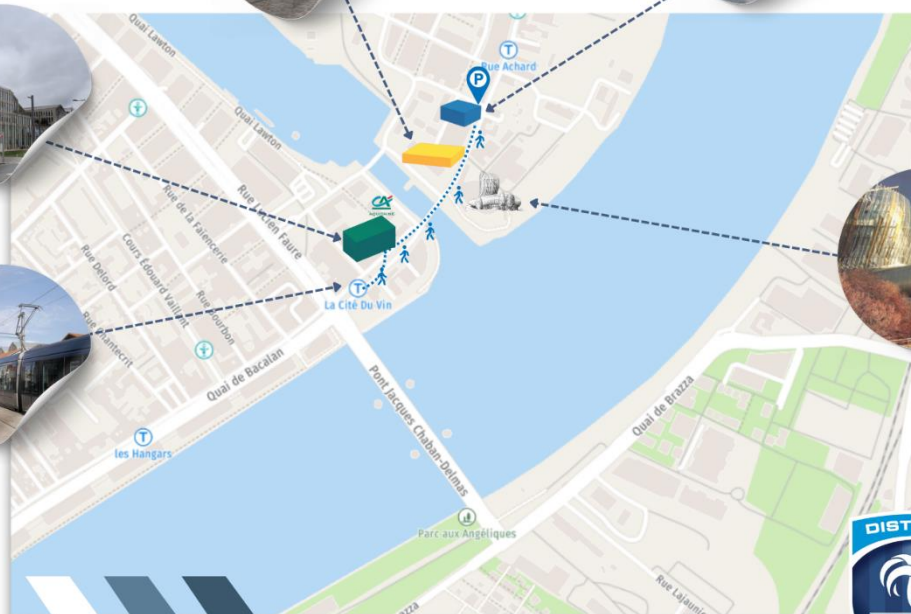 Quai Lawton
T
Rue Achard
P
Quai Lawton
CA
Rue Lucien Faure
Rue de la Faïencerie
Cours Édouard Vaillant
Rue Delord
Rue Bourbon
Rue Chantecrit
T
La Cité Du Vin
Quai de Bacalan
Pont Jacques Chaban-Delmas
Quai de Brazza
T
les Hangars
Parc aux Angéliques
DIST